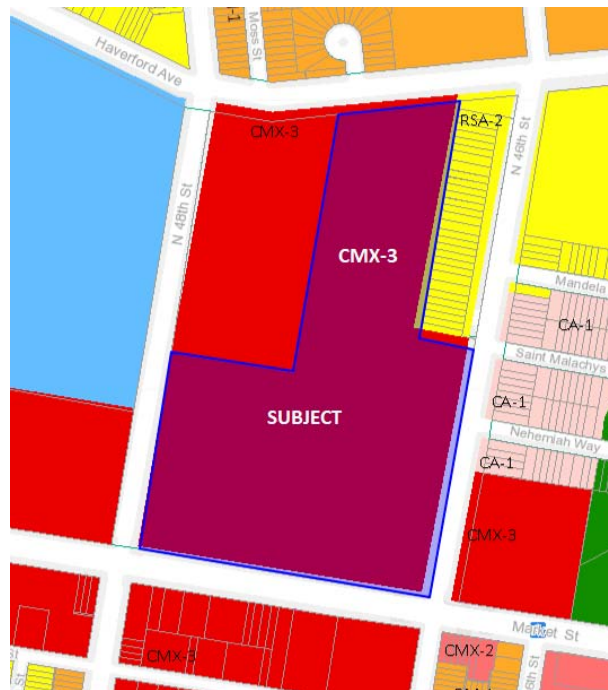 Moss St
-1
Haverford Ave
CMX-3
RSA-2
N 46th St
N 48th St
CMX-3
Mandela
CA-1
Saint Malachys
CA-1
SUBJECT
Nehemiah Way
CA-1
CMX-3
Market St
CMX-3
CMX-2